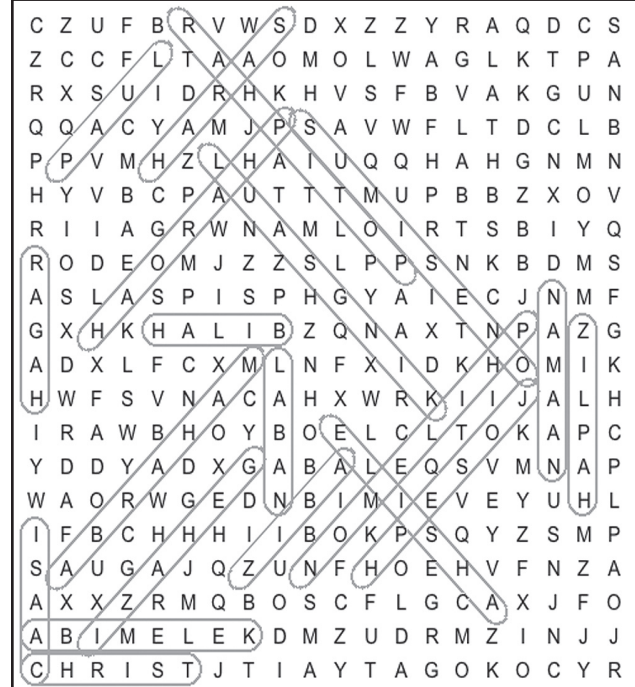 C Z U F B R V W S D X Z Z Y R A Q D C S
Z C C F L T A A O M O L W A G L K T P A
R X S U I D R H K H V S F B V A K G U N
Q Q A C Y A M J P S A V W F L T D C L B
P P V M H Z L H A I U Q Q H A H G N M N
H Y V B C P A U T T T M U P B B Z X O V
R I I A G R W N A M L O I R T S B I Y Q
R O D E O M J Z Z S L P P S N K B D M S
A S L A S P I S P H G Y A I E C J N M F
G X H K H A L I B Z Q N A X T N P A Z G
A D X L F C X M L N F X I D K H O M I K
H W F S V N A C A H X W R K I I J A L H
I R A W B H O Y B O E L C L T O K A P C
Y D D Y A D X G A B A L E Q S V M N A P
W A O R W G E D N B I M I E V E Y U H L
I F B C H H H I I B O K P S Q Y Z S M P
S A U G A J Q Z U N F H O E H V F N Z A
A X X Z R M Q B O S C F L G C A X J F O
A B I M E L E K D M Z U D R M Z I N J J
C H R I S T J T I A Y T A G O K O C Y R